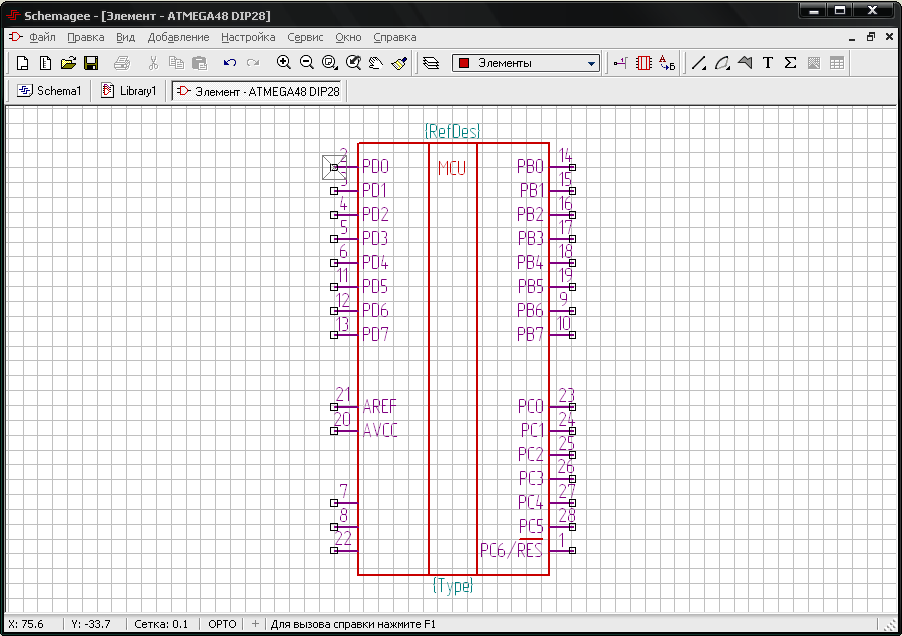 Schemagee - [Элемент - ATMEGA48 DIP28]
Файл Правка Вид Добавление Настройка Сервис Окно Справка
Элементы
Schema1 Library1 Элемент - ATMEGA48 DIP28
{RefDes}
2 PD0 MCU PB0 14
3 PD1 PB1 15
4 PD2 PB2 16
5 PD3 PB3 17
6 PD4 PB4 18
11 PD5 PB5 19
12 PD6 PB6 9
13 PD7 PB7 10
21 AREF PC0 23
20 AVCC PC1 24
PC2 25
PC3 26
7 PC4 27
8 PC5 28
22 PC6/RES 1
{Type}
X: 75.6 Y: -33.7 Сетка: 0.1 ОРТО + Для вызова справки нажмите F1